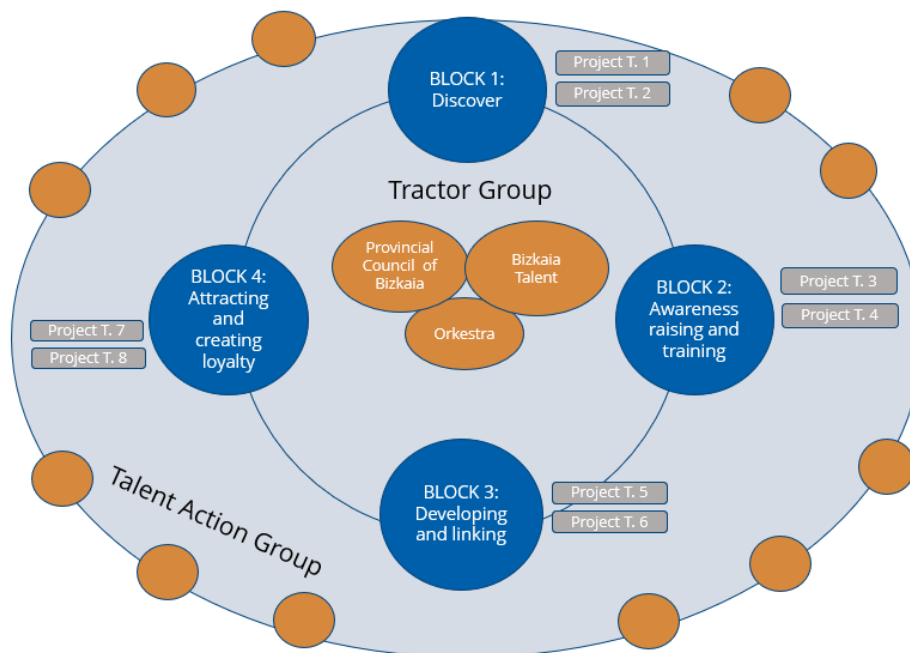 BLOCK 1:
Discover
Project T. 1
Project T. 2
Tractor Group
Provincial
Council of
Bizkaia
Bizkaia
Talent
Orkestra
BLOCK 4:
Attracting
and
creating
loyalty
Project T. 7
Project T. 8
BLOCK 2:
Awareness
raising and
training
Project T. 3
Project T. 4
BLOCK 3:
Developing
and linking
Project T. 5
Project T. 6
Talent Action Group